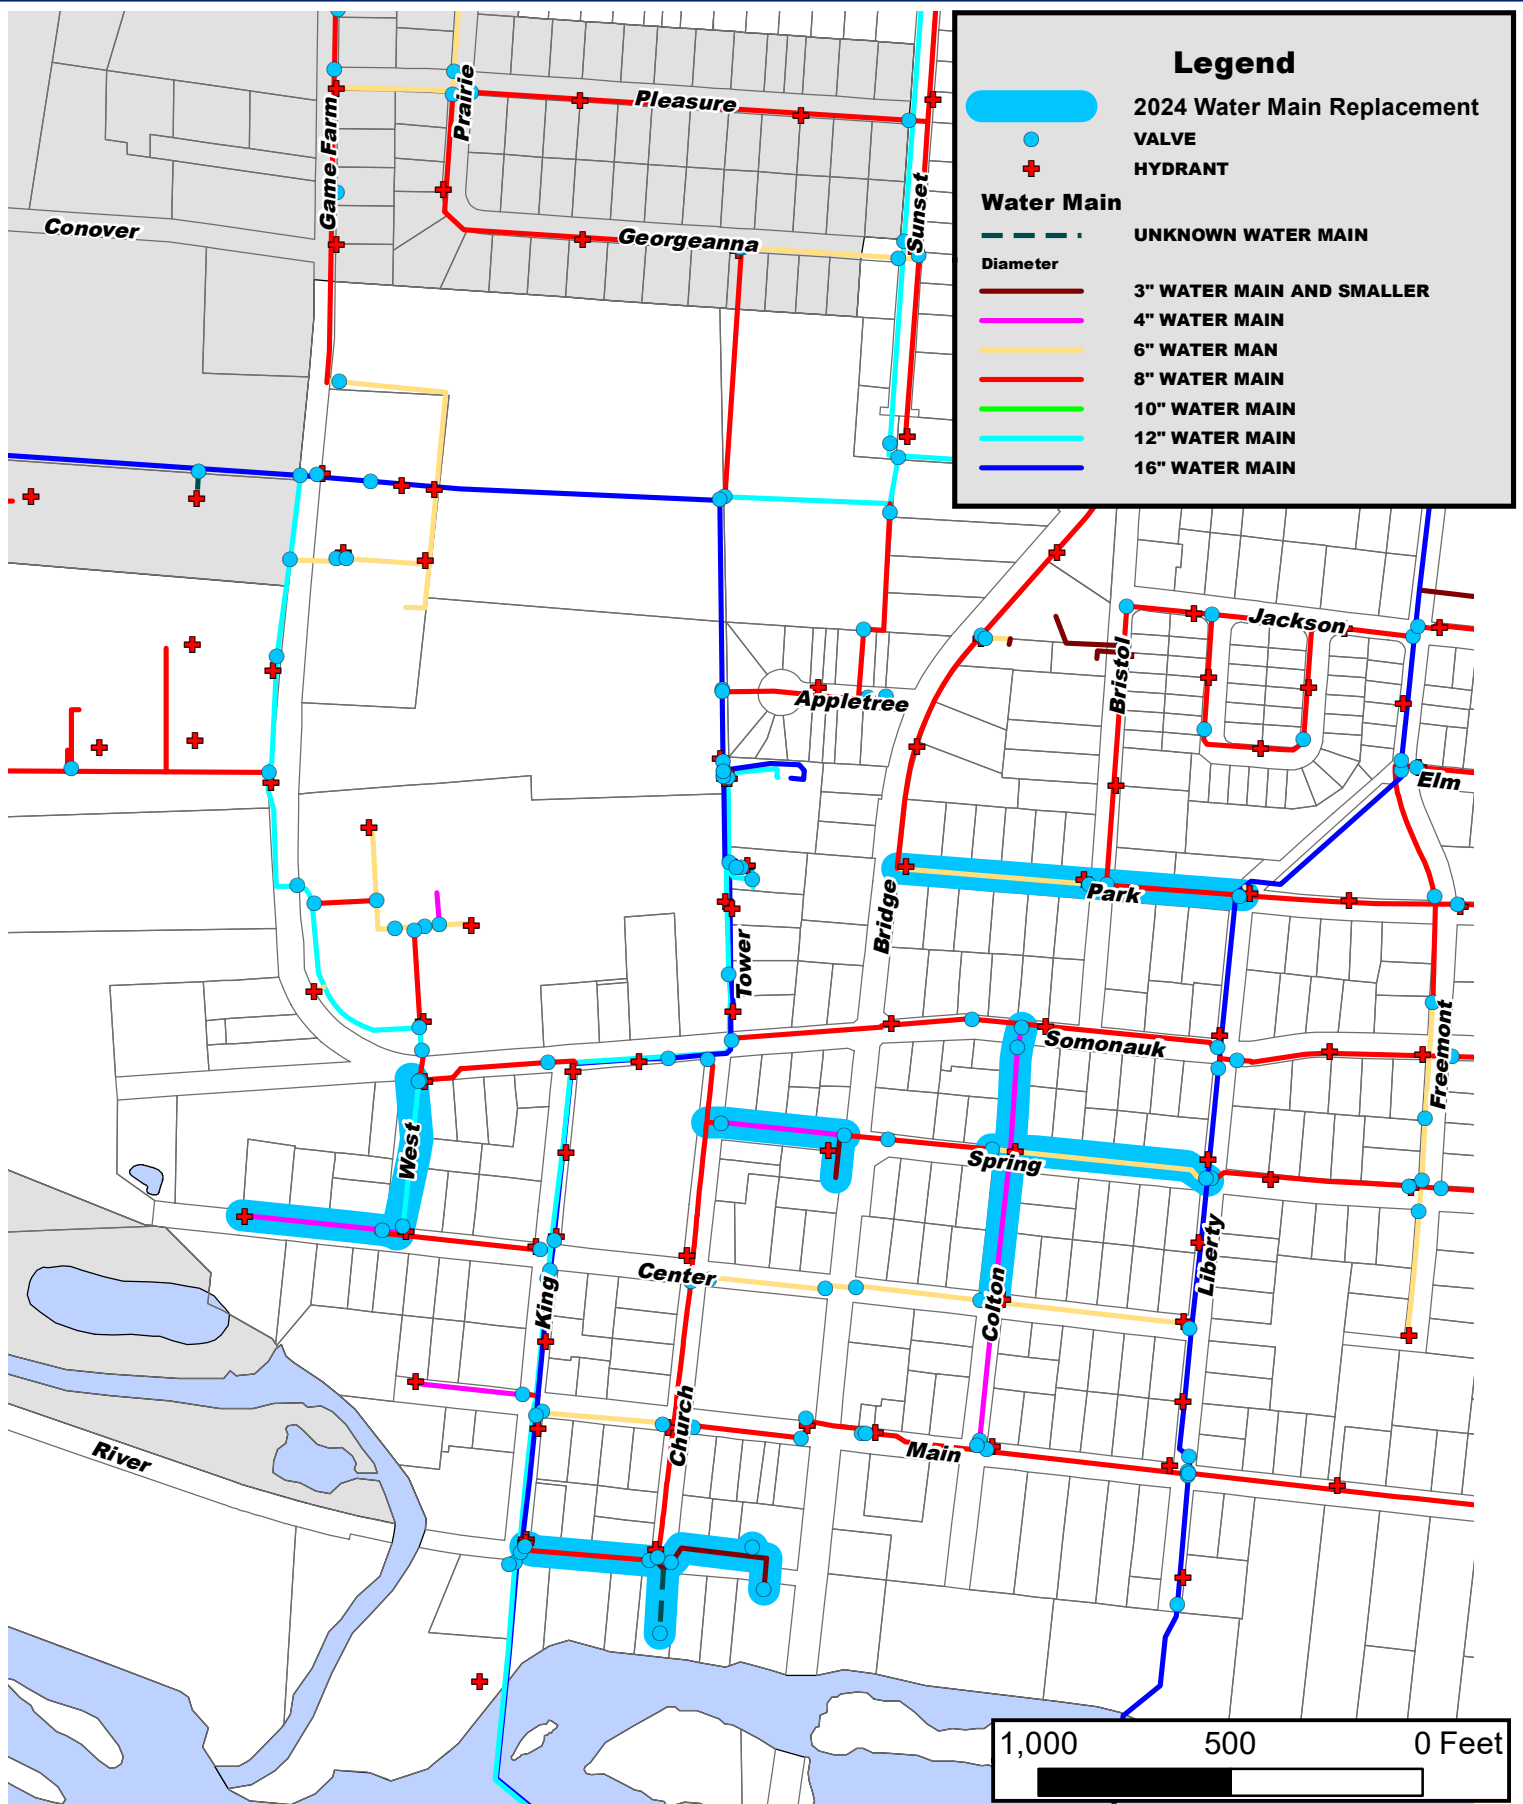 Legend
2024 Water Main Replacement
VALVE
HYDRANT
Water Main
UNKNOWN WATER MAIN
Diameter
3" WATER MAIN AND SMALLER
4" WATER MAIN
6" WATER MAN
8" WATER MAIN
10" WATER MAIN
12" WATER MAIN
16" WATER MAIN
Prairie
Pleasure
Game Farm
Conover
Georgeanna
Sunset
Jackson
Bristol
Appletree
Elm
Park
Bridge
Tower
Somonauk
Freemont
West
Spring
Liberty
Center
King
Colton
Church
Main
River
1,000 500 0 Feet